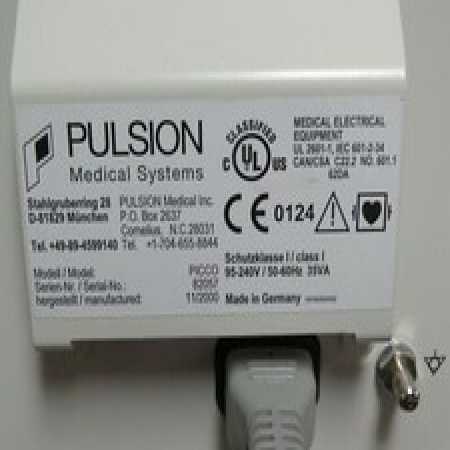 PULSION
Medical Systems
Stahlgruberring 28
D-81829 München
PULSION Medical Inc.
P.O. Box 2637
Cornelius, N.C.28031
Tel. +49-89-4599140
Tel. +1-704-655-8844
Modell / Model: PICCO
Serien-Nr. / Serial-No.: 82057
hergestellt / manufactured: 11/2000
CLASSIFIED
C UL US
MEDICAL ELECTRICAL
EQUIPMENT
UL 2601-1, IEC 601-2-34
CAN/CSA C22.2 NO. 601.1
62DA
CE 0124
Schutzklasse I / class I
95-240V / 50-60Hz 35VA
Made in Germany